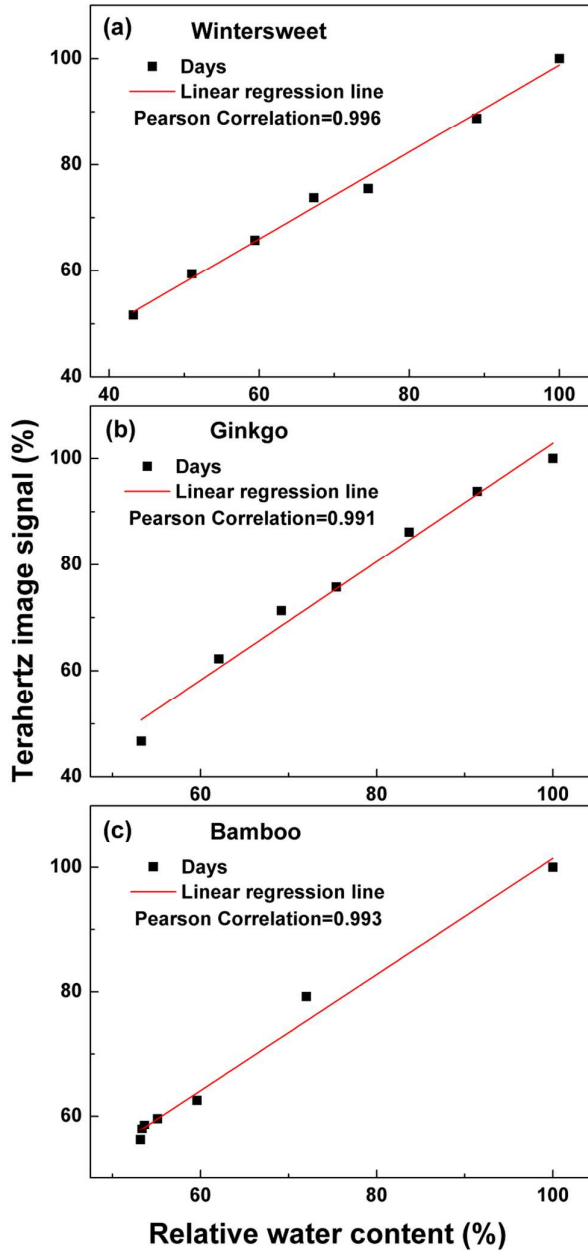 (a) Wintersweet
Days
Linear regression line
Pearson Correlation=0.996
100
80
60
40
40 60 80 100
(b) Ginkgo
Days
Linear regression line
Pearson Correlation=0.991
100
80
60
40
60 80 100
(c) Bamboo
Days
Linear regression line
Pearson Correlation=0.993
100
80
60
60 80 100
Terahertz image signal (%)
Relative water content (%)